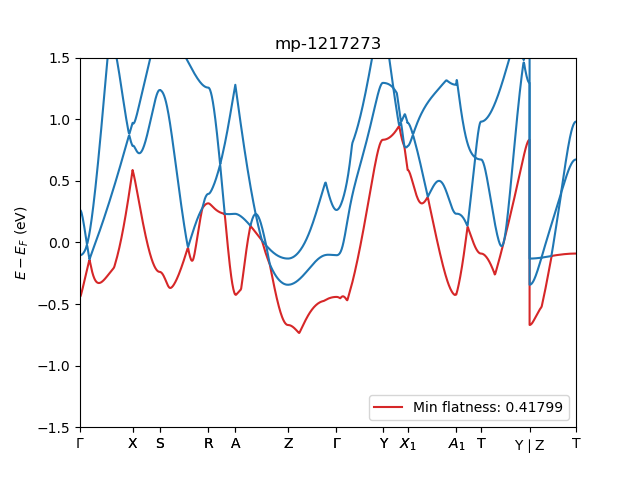 mp-1217273
E − E_F (eV)
1.5
1.0
0.5
0.0
−0.5
−1.0
−1.5
Min flatness: 0.41799
Γ X S R A Z Γ Y X₁ A₁ T Y | Z T